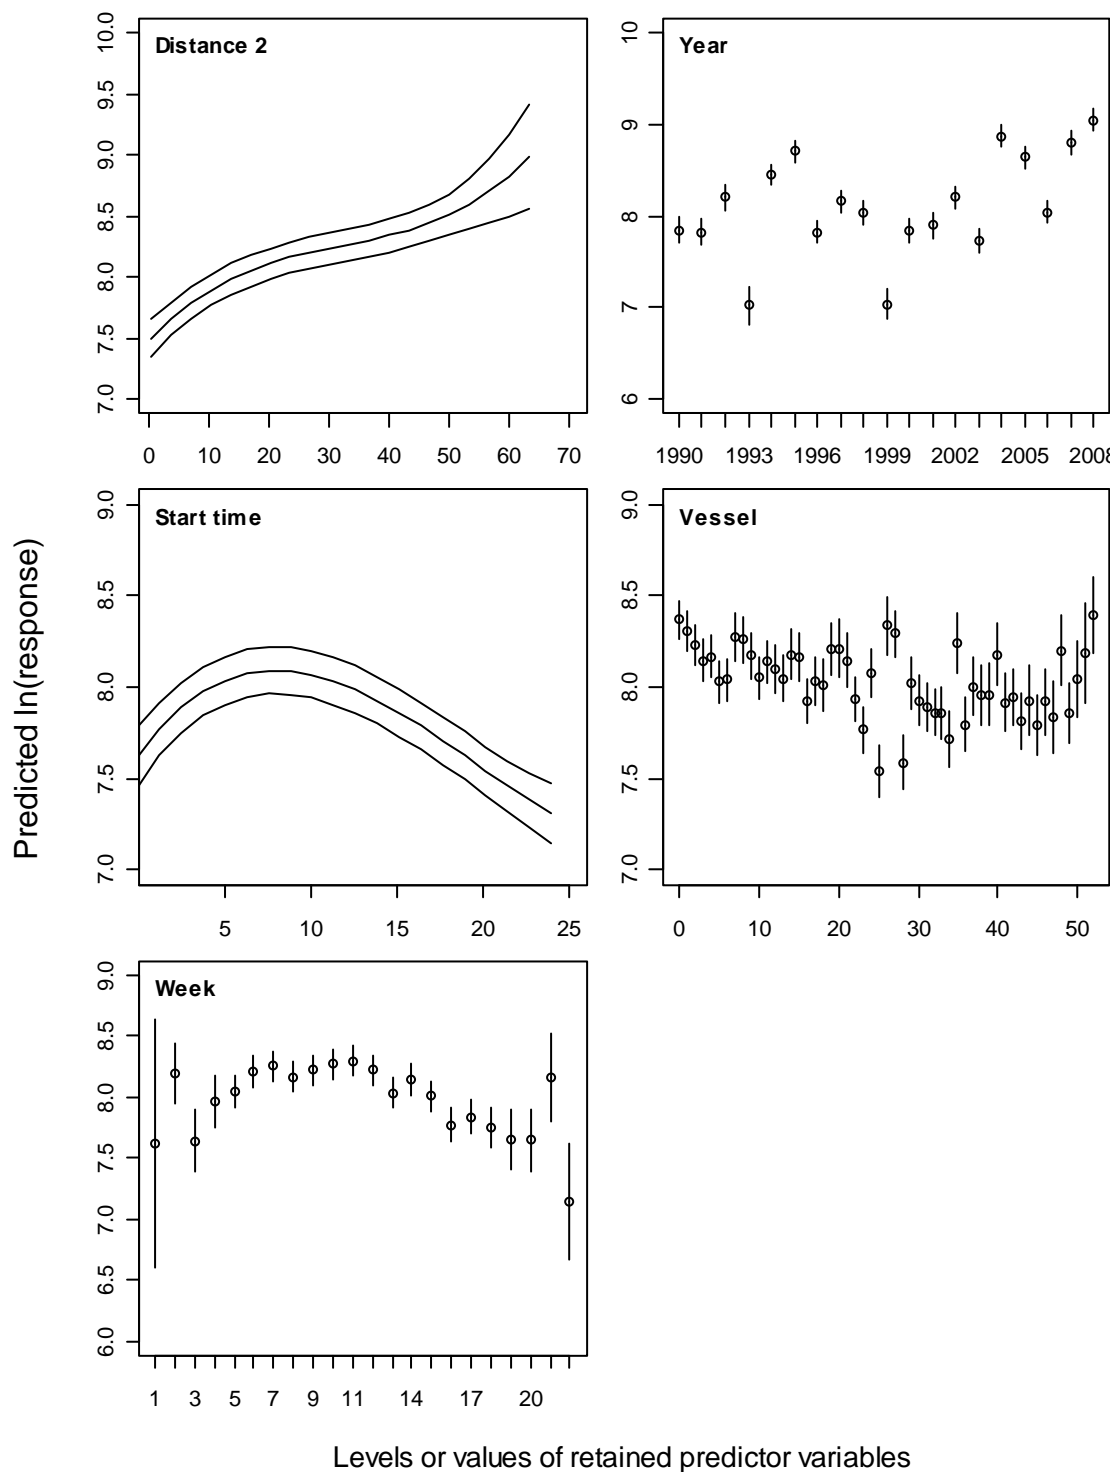 Distance 2
10.0
9.5
9.0
8.5
8.0
7.5
7.0
0 10 20 30 40 50 60 70
Year
10
9
8
7
6
1990 1993 1996 1999 2002 2005 2008
Start time
9.0
8.5
8.0
7.5
7.0
5 10 15 20 25
Vessel
9.0
8.5
8.0
7.5
7.0
0 10 20 30 40 50
Week
9.0
8.5
8.0
7.5
7.0
6.5
6.0
1 3 5 7 9 11 14 17 20
Predicted ln(response)
Levels or values of retained predictor variables